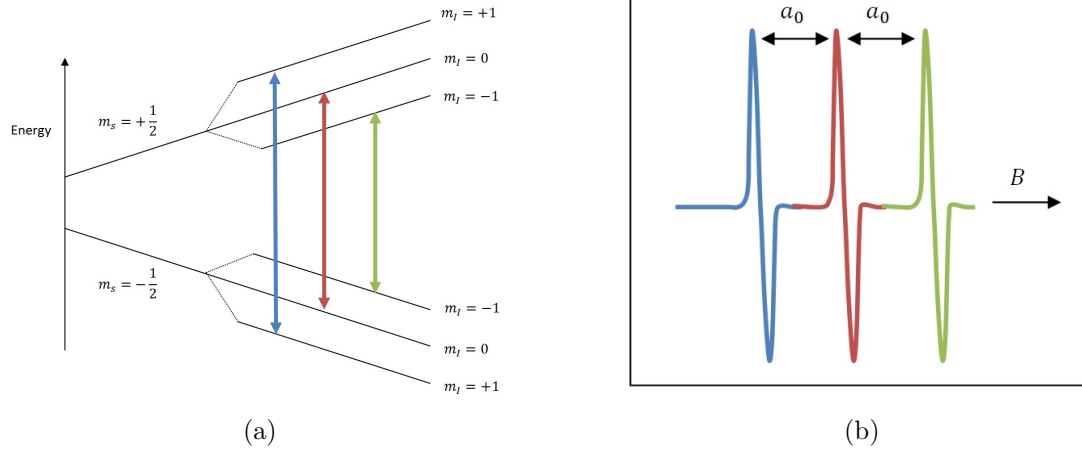 m_I = +1
m_I = 0
m_I = −1
Energy
m_s = +1/2
m_s = −1/2
m_I = −1
m_I = 0
m_I = +1
(a)
a_0
a_0
B
(b)